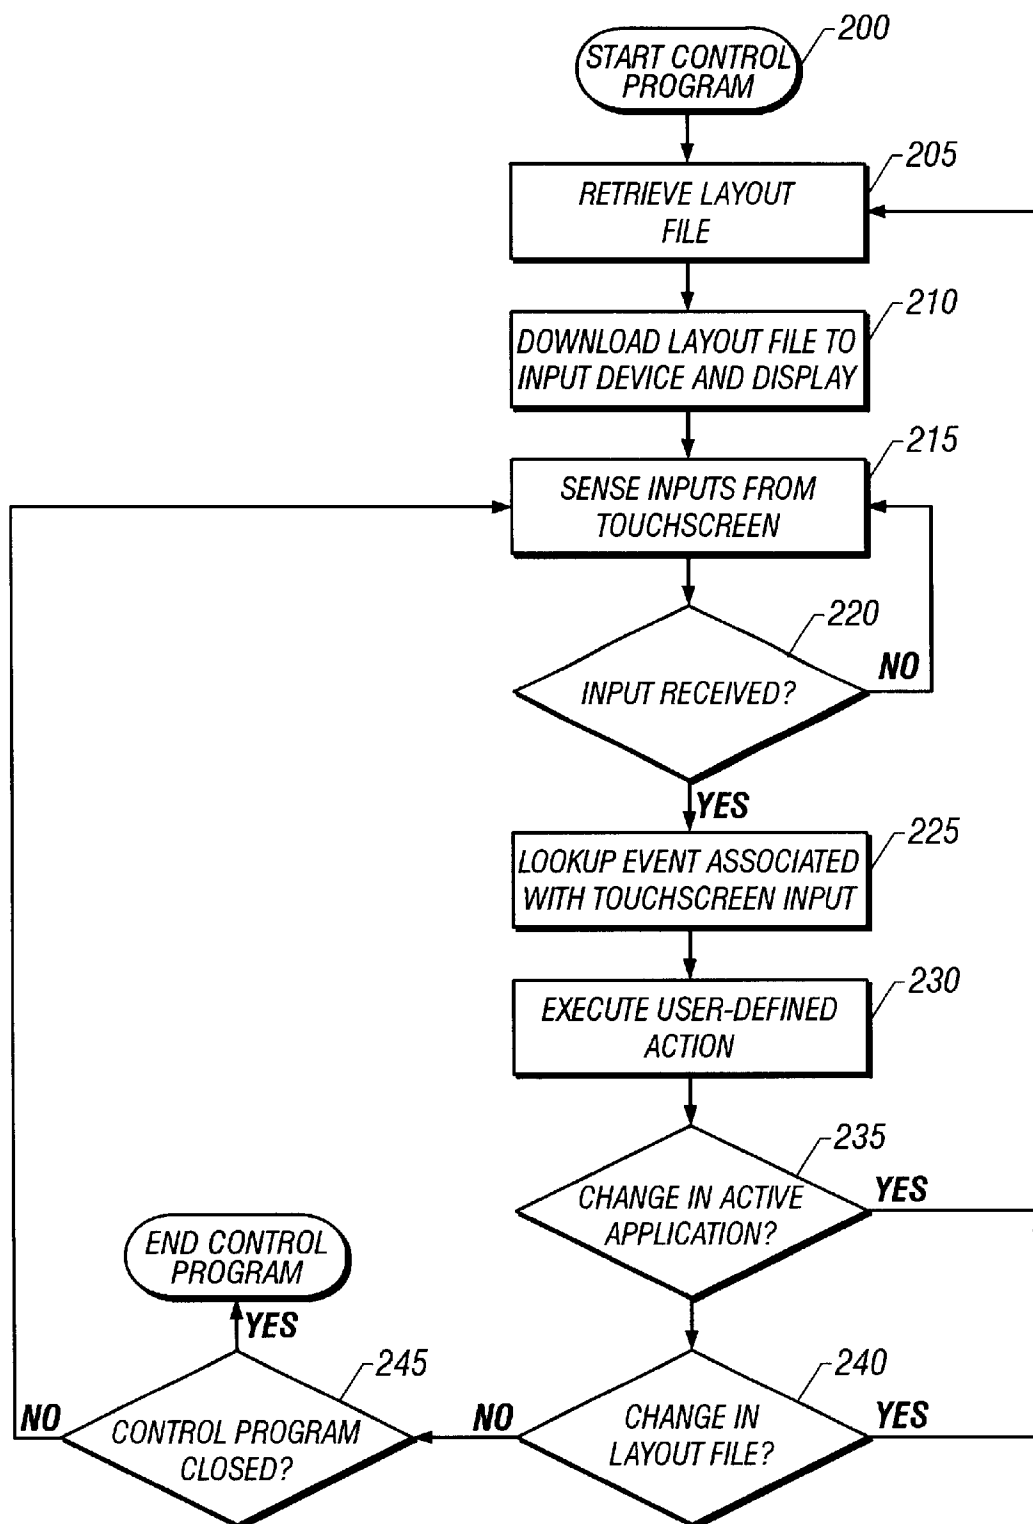 200
START CONTROL
PROGRAM
205
RETRIEVE LAYOUT
FILE
210
DOWNLOAD LAYOUT FILE TO
INPUT DEVICE AND DISPLAY
215
SENSE INPUTS FROM
TOUCHSCREEN
220
NO
INPUT RECEIVED?
YES
225
LOOKUP EVENT ASSOCIATED
WITH TOUCHSCREEN INPUT
230
EXECUTE USER-DEFINED
ACTION
235
YES
CHANGE IN ACTIVE
APPLICATION?
END CONTROL
PROGRAM
YES
245
240
NO
CONTROL PROGRAM
CLOSED?
NO
CHANGE IN
LAYOUT FILE?
YES